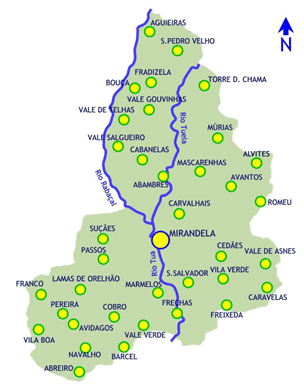 AGUIEIRAS
S.PEDRO VELHO
FRADIZELA
TORRE D. CHAMA
BOUÇA
VALE GOUVINHAS
VALE DE TELHAS
Rio Tuela
MÚRIAS
VALE SALGUEIRO
CABANELAS
ALVITES
MASCARENHAS
Rio Rabaçal
ABAMBRES
AVANTOS
ROMEU
CARVALHAIS
SUÇÃES
MIRANDELA
PASSOS
Rio Tua
CEDÃES
VALE DE ASNES
FRANCO
LAMAS DE ORELHÃO
MARMELOS
S.SALVADOR
VILA VERDE
CARAVELAS
PEREIRA
COBRO
FRECHAS
FREIXEDA
AVIDAGOS
VILA BOA
VALE VERDE
NAVALHO
BARCEL
ABREIRO
N